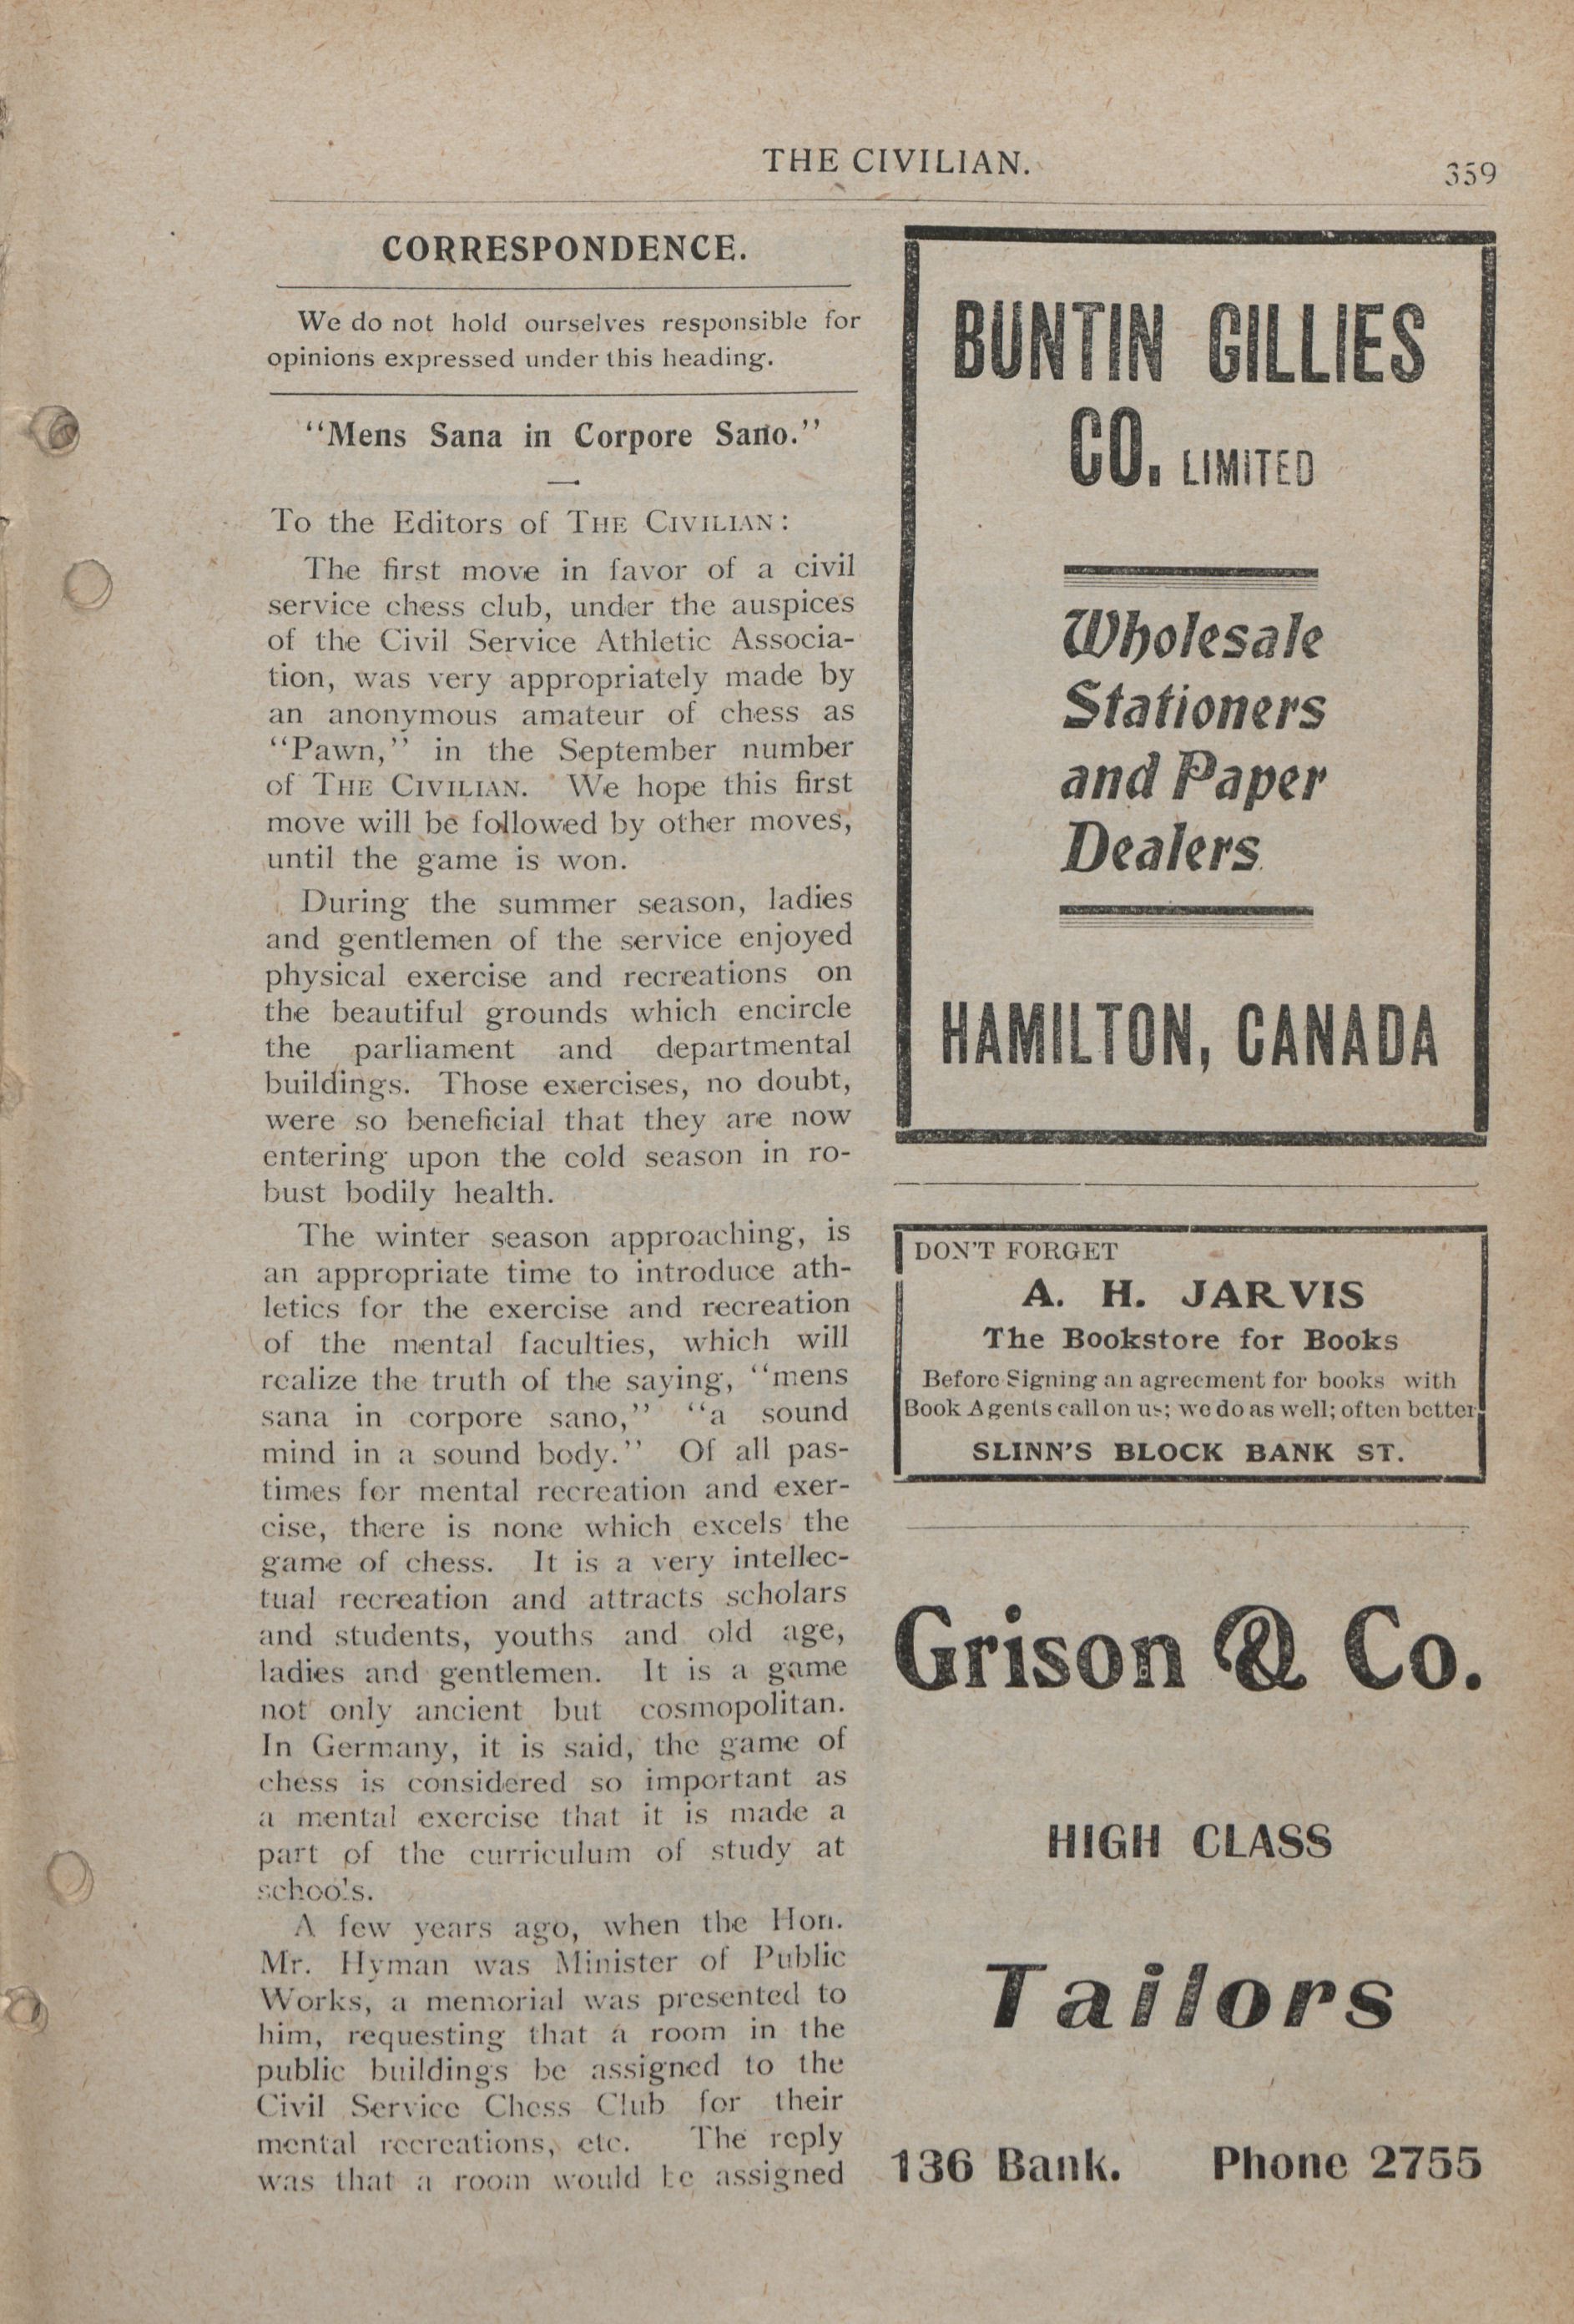 THE CIVILIAN.
359
CORRESPONDENCE.
We do not hold ourselves responsible for
opinions expressed under this heading.
"Mens Sana in Corpore Sano."
To the Editors of THE CIVILIAN:
The first move in favor of a civil
service chess club, under the auspices
of the Civil Service Athletic Associa-
tion, was very appropriately made by
an anonymous amateur of chess as
"Pawn," in the September number
of THE CIVILIAN. We hope this first
move will be followed by other moves,
until the game is won.
During the summer season, ladies
and gentlemen of the service enjoyed
physical exercise and recreations on
the beautiful grounds which encircle
the parliament and departmental
buildings. Those exercises, no doubt,
were so beneficial that they are now
entering upon the cold season in ro-
bust bodily health.
The winter season approaching, is
an appropriate time to introduce ath-
letics for the exercise and recreation
of the mental faculties, which will
realize the truth of the saying, "mens
sana in corpore sano," "a sound
mind in a sound body." Of all pas-
times for mental recreation and exer-
cise, there is none which excels the
game of chess. It is a very intellec-
tual recreation and attracts scholars
and students, youths and old age,
ladies and gentlemen. It is a game
not only ancient but cosmopolitan.
In Germany, it is said, the game of
chess is considered so important as
a mental exercise that it is made a
part of the curriculum of study at
schools.
A few years ago, when the Hon.
Mr. Hyman was Minister of Public
Works, a memorial was presented to
him, requesting that a room in the
public buildings be assigned to the
Civil Service Chess Club for their
mental recreations, etc. The reply
was that a room would be assigned
BUNTIN GILLIES
CO. LIMITED
Wholesale
Stationers
and Paper
Dealers
HAMILTON, CANADA
DON'T FORGET
A. H. JARVIS
The Bookstore for Books
Before Signing an agreement for books with
Book Agents call on us; we do as well; often better
SLINN'S BLOCK BANK ST.
Grison & Co.
HIGH CLASS
Tailors
136 Bank. Phone 2755